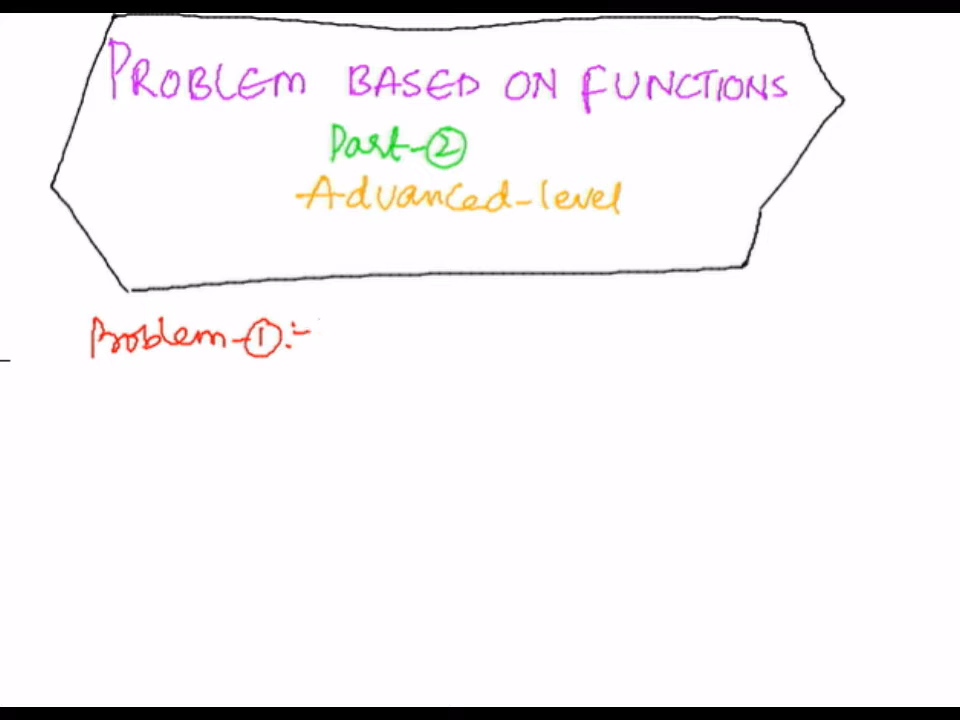 PROBLEM BASED ON FUNCTIONS
Part-②
Advanced-level
Problem-①:-